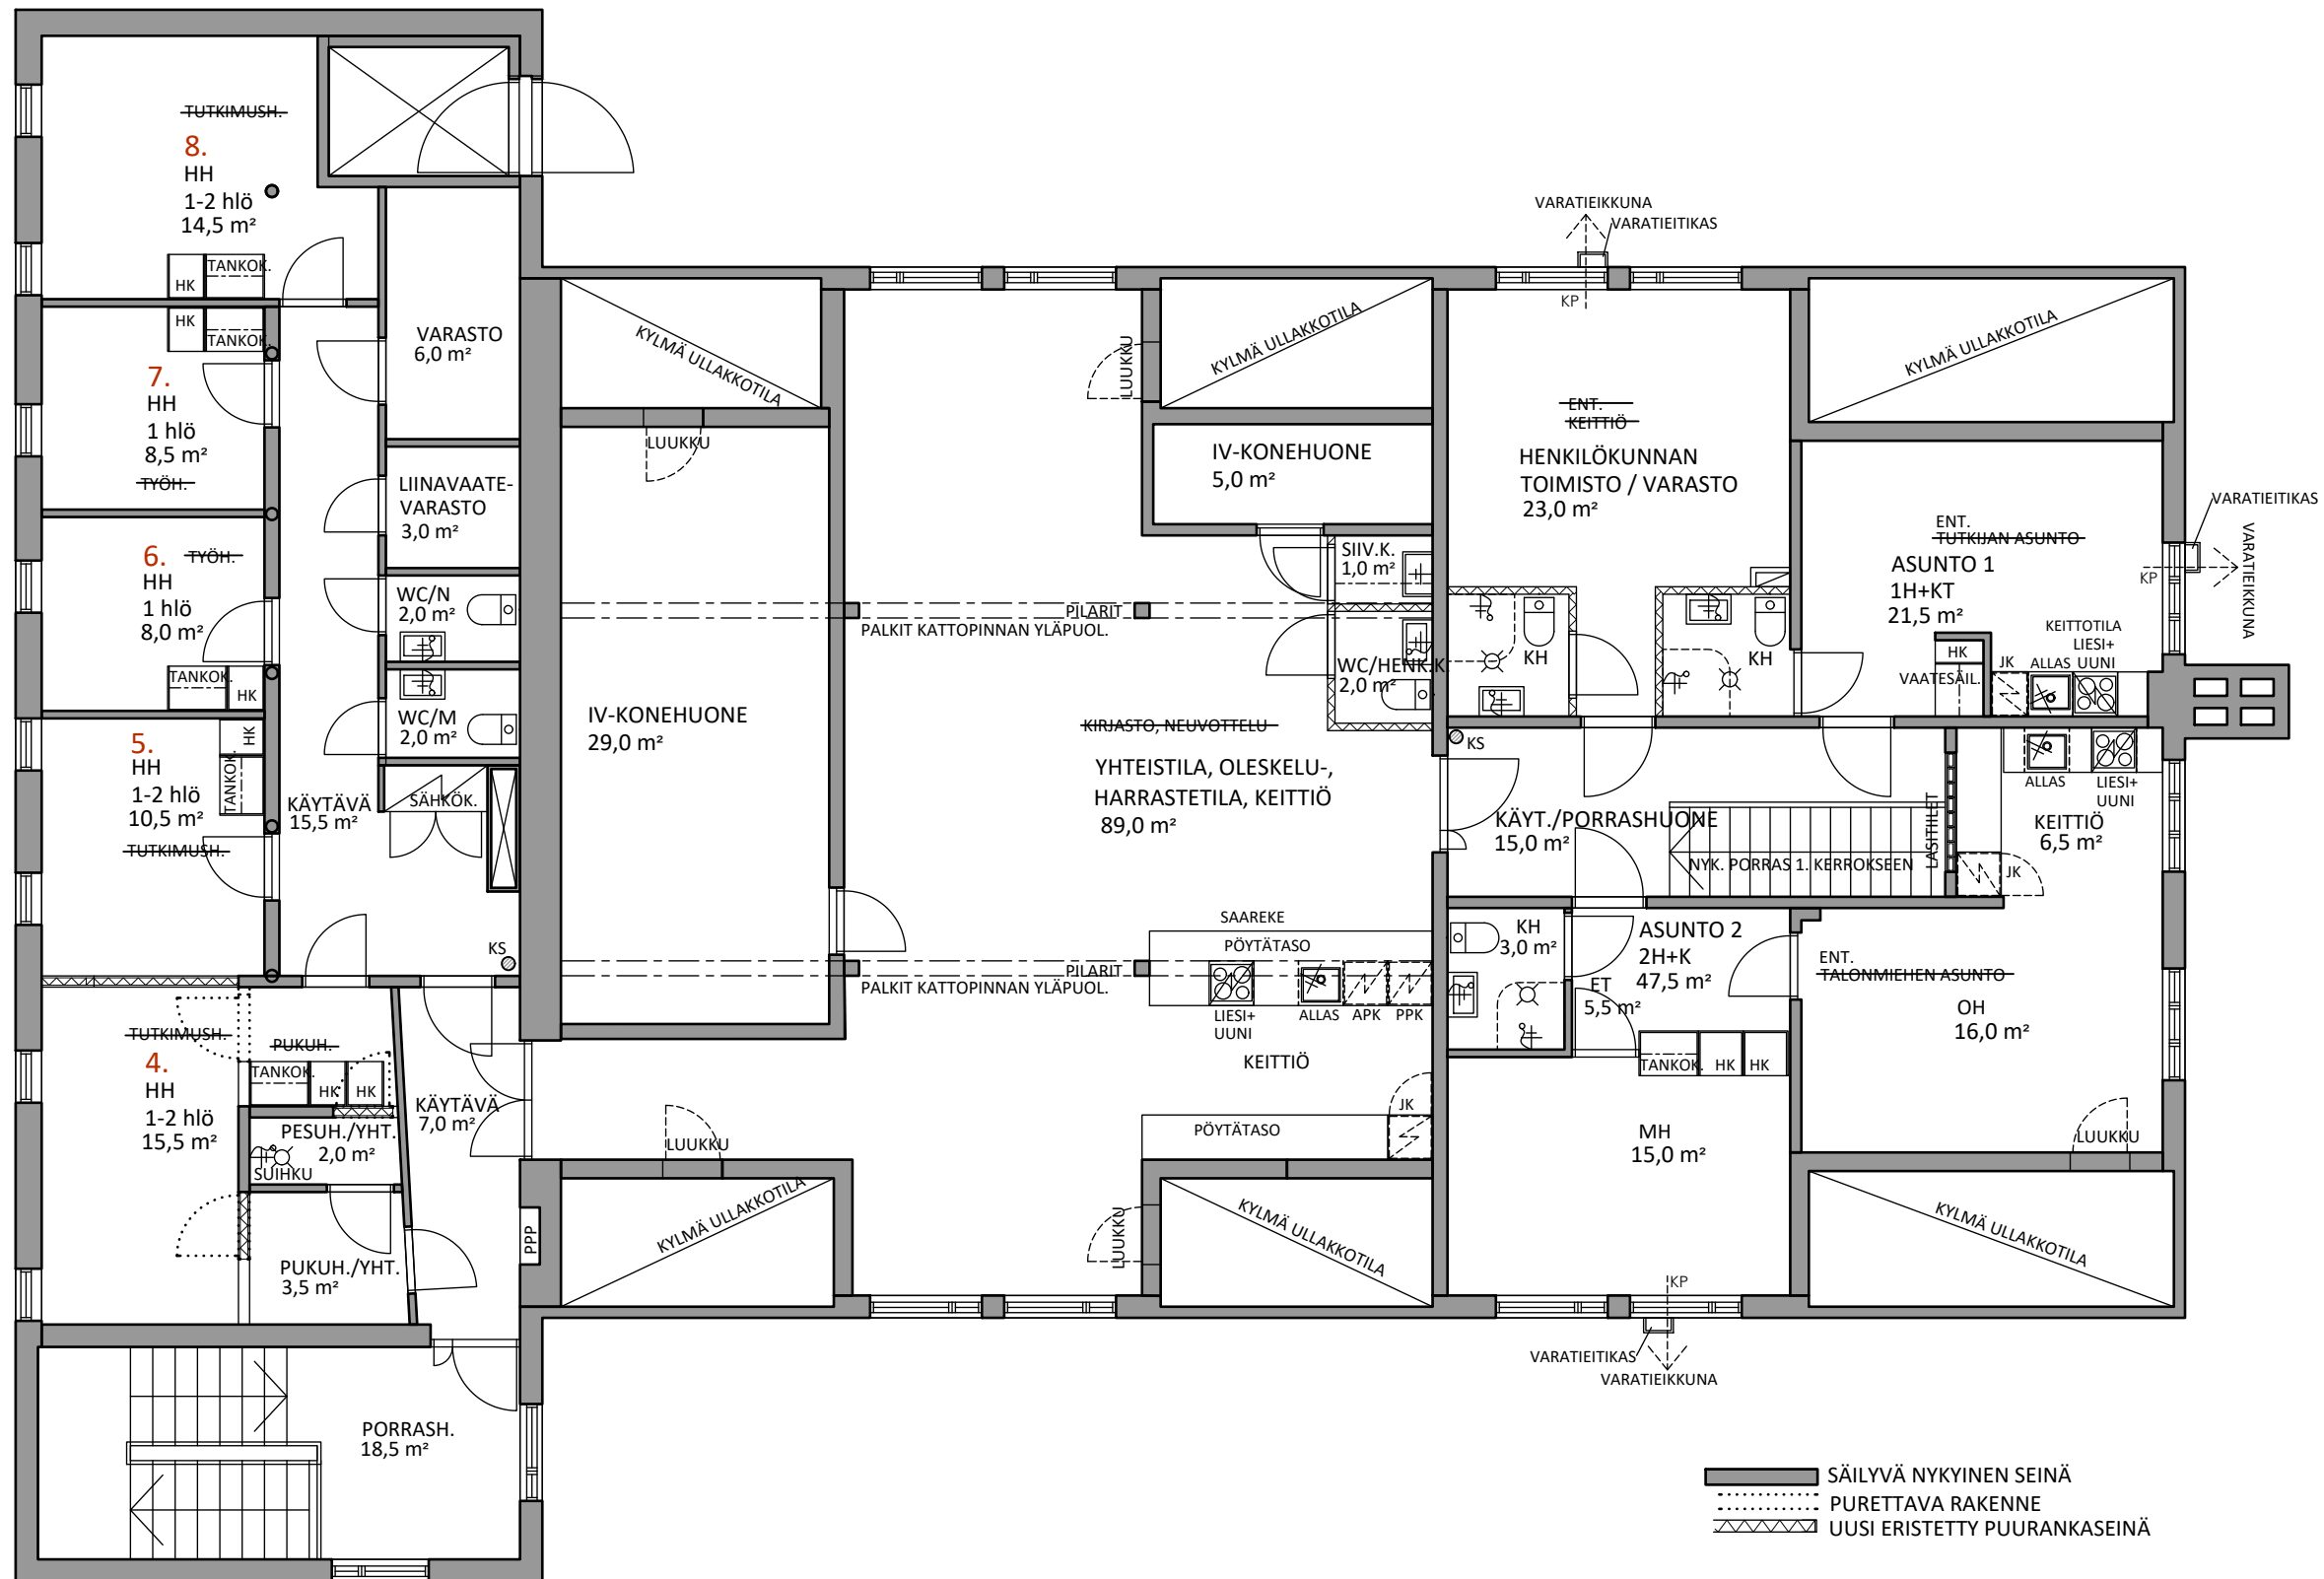 TUTKIMUSH.
8.
HH
1-2 hlö
14,5 m²
HK
TANKOK.
HK
TANKOK.
7.
HH
1 hlö
8,5 m²
TYÖH.
6.
TYÖH.
HH
1 hlö
8,0 m²
TANKOK.
HK
5.
HH
1-2 hlö
10,5 m²
HK
TANKOK.
TUTKIMUSH.
VARASTO
6,0 m²
LIINAVAATE-
VARASTO
3,0 m²
WC/N
2,0 m²
WC/M
2,0 m²
SÄHKÖK.
KÄYTÄVÄ
15,5 m²
KS
TUTKIMUSH.
4.
HH
1-2 hlö
15,5 m²
PUKUH.
TANKOK.
HK
HK
PESUH./YHT.
2,0 m²
SUIHKU
PUKUH./YHT.
3,5 m²
KÄYTÄVÄ
7,0 m²
PPP
PORRASH.
18,5 m²
KYLMÄ ULLAKKOTILA
LUUKKU
IV-KONEHUONE
29,0 m²
LUUKKU
KYLMÄ ULLAKKOTILA
LUUKKU
KYLMÄ ULLAKKOTILA
IV-KONEHUONE
5,0 m²
SIIV.K.
1,0 m²
PILARIT
PALKIT KATTOPINNAN YLÄPUOL.
WC/HENK.K
2,0 m²
KIRJASTO, NEUVOTTELU
YHTEISTILA, OLESKELU-,
HARRASTETILA, KEITTIÖ
89,0 m²
SAAREKE
PÖYTÄTASO
PILARIT
PALKIT KATTOPINNAN YLÄPUOL.
LIESI+
UUNI
ALLAS
APK
PPK
KEITTIÖ
JK
PÖYTÄTASO
LUUKKU
KYLMÄ ULLAKKOTILA
VARATIEIKKUNA
VARATIEITIKAS
KP
ENT.
KEITTIÖ
HENKILÖKUNNAN
TOIMISTO / VARASTO
23,0 m²
KH
KH
KYLMÄ ULLAKKOTILA
ENT.
TUTKIJAN ASUNTO
ASUNTO 1
1H+KT
21,5 m²
KEITTOTILA
LIESI+
UUNI
ALLAS
JK
HK
VAATESÄIL.
VARATIEITIKAS
KP
VARATIEIKKUNA
KS
KÄYT./PORRASHUONE
15,0 m²
NYK. PORRAS 1. KERROKSEEN
LASITIILET
ALLAS
LIESI+
UUNI
KEITTIÖ
6,5 m²
JK
KH
3,0 m²
ASUNTO 2
2H+K
47,5 m²
ET
5,5 m²
TANKOK.
HK
HK
ENT.
TALONMIEHEN ASUNTO
OH
16,0 m²
MH
15,0 m²
LUUKKU
KYLMÄ ULLAKKOTILA
KP
VARATIEITIKAS
VARATIEIKKUNA
SÄILYVÄ NYKYINEN SEINÄ
PURETTAVA RAKENNE
UUSI ERISTETTY PUURANKASEINÄ